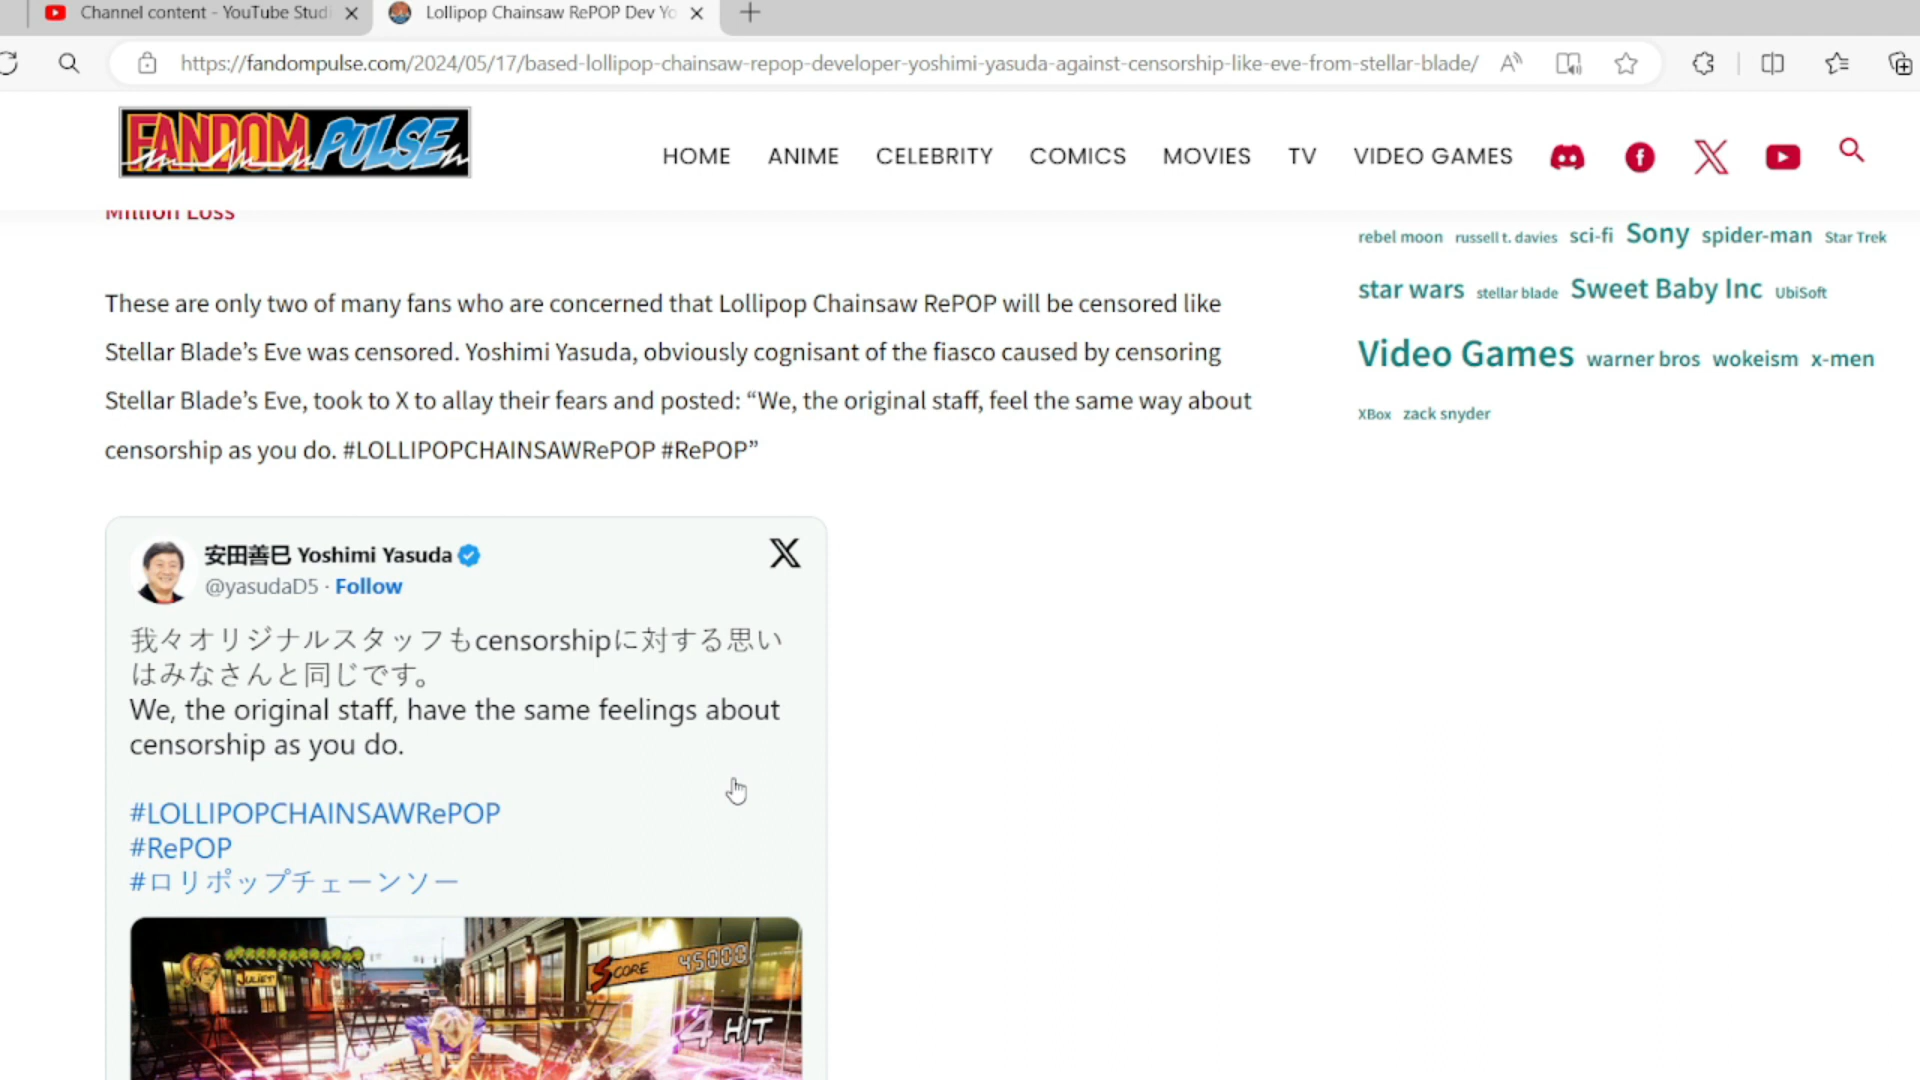 Channel content - YouTube Studi
Lollipop Chainsaw RePOP Dev Yo
https://fandompulse.com/2024/05/17/based-lollipop-chainsaw-repop-developer-yoshimi-yasuda-against-censorship-like-eve-from-stellar-blade/
FANDOM PULSE
HOME ANIME CELEBRITY COMICS MOVIES TV VIDEO GAMES
Million Loss
These are only two of many fans who are concerned that Lollipop Chainsaw RePOP will be censored like
Stellar Blade’s Eve was censored. Yoshimi Yasuda, obviously cognisant of the fiasco caused by censoring
Stellar Blade’s Eve, took to X to allay their fears and posted: “We, the original staff, feel the same way about
censorship as you do. #LOLLIPOPCHAINSAWRePOP #RePOP”
rebel moon russell t. davies sci-fi Sony spider-man Star Trek
star wars stellar blade Sweet Baby Inc UbiSoft
Video Games warner bros wokeism x-men
XBox zack snyder
安田善巳 Yoshimi Yasuda
@yasudaD5 · Follow
我々オリジナルスタッフもcensorshipに対する思い
はみなさんと同じです。
We, the original staff, have the same feelings about
censorship as you do.
#LOLLIPOPCHAINSAWRePOP
#RePOP
#ロリポップチェーンソー
JULIET
SCORE 45000
4 HIT